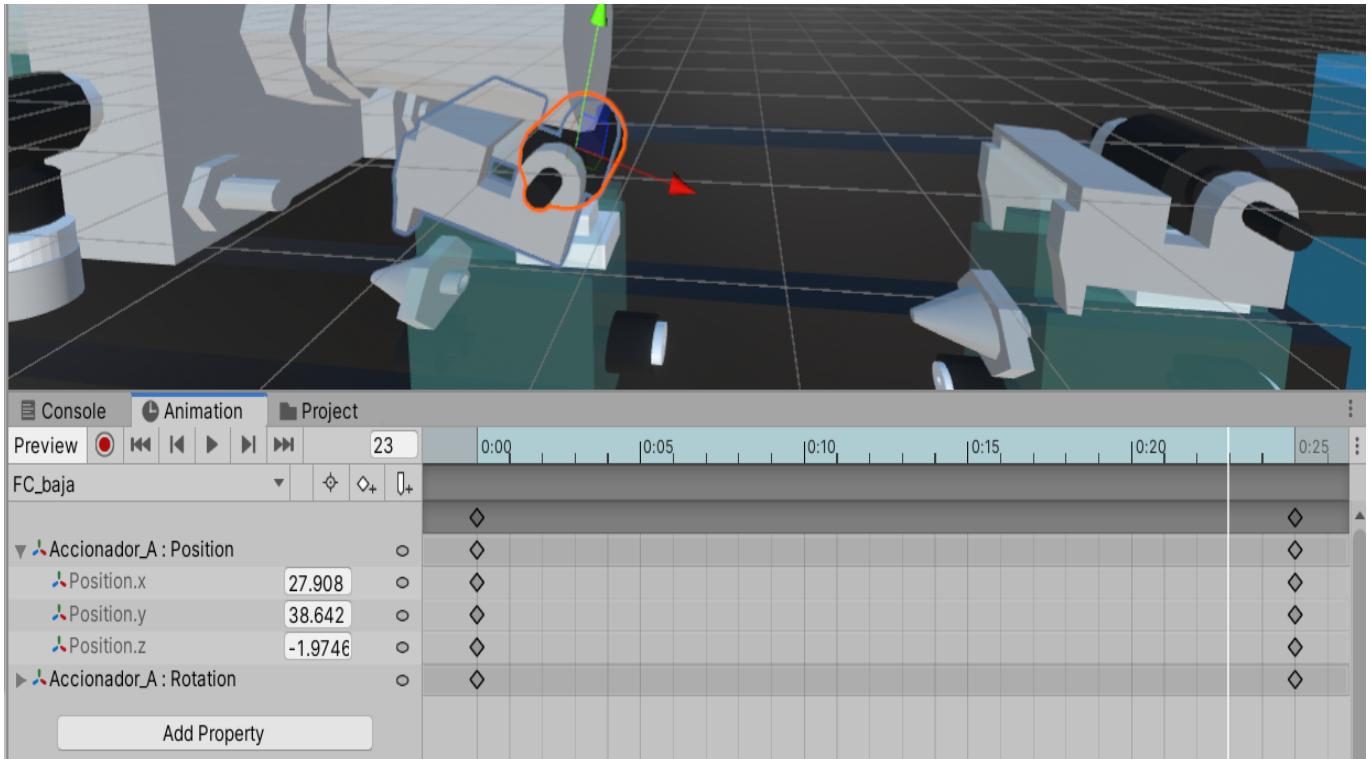 Console Animation Project
Preview 23 0:00 0:05 0:10 0:15 0:20 0:25
FC_baja
Accionador_A : Position
Position.x 27.908
Position.y 38.642
Position.z -1.9746
Accionador_A : Rotation
Add Property